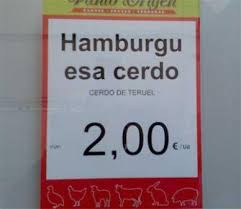 Hamburgu
esa cerdo
CERDO DE TERUEL
2,00 €/ud